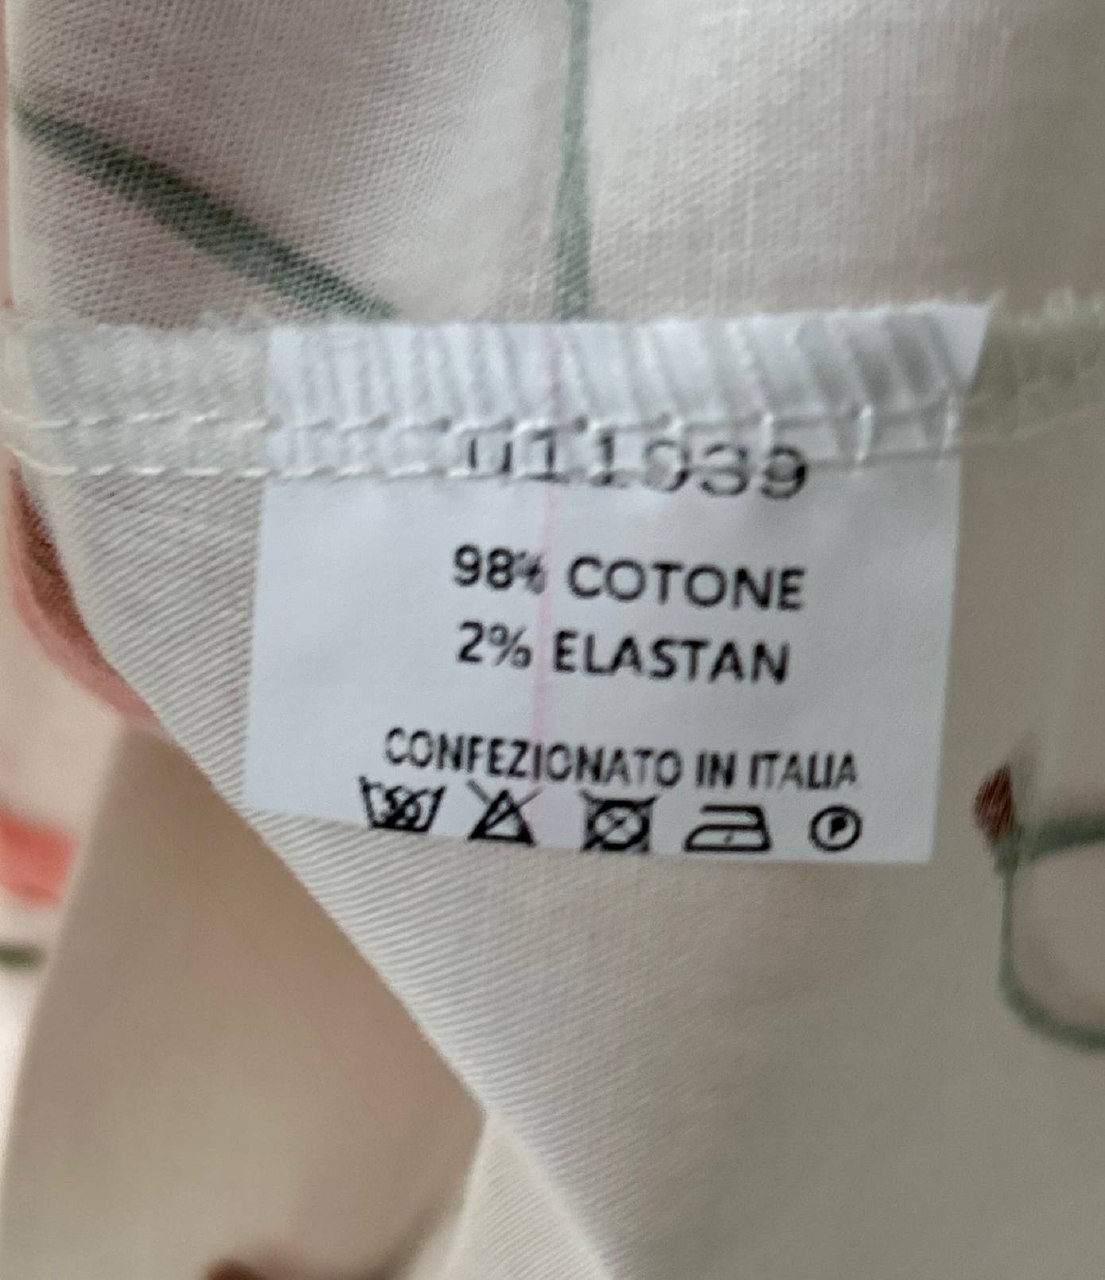 98% COTONE
2% ELASTAN
CONFEZIONATO IN ITALIA
P